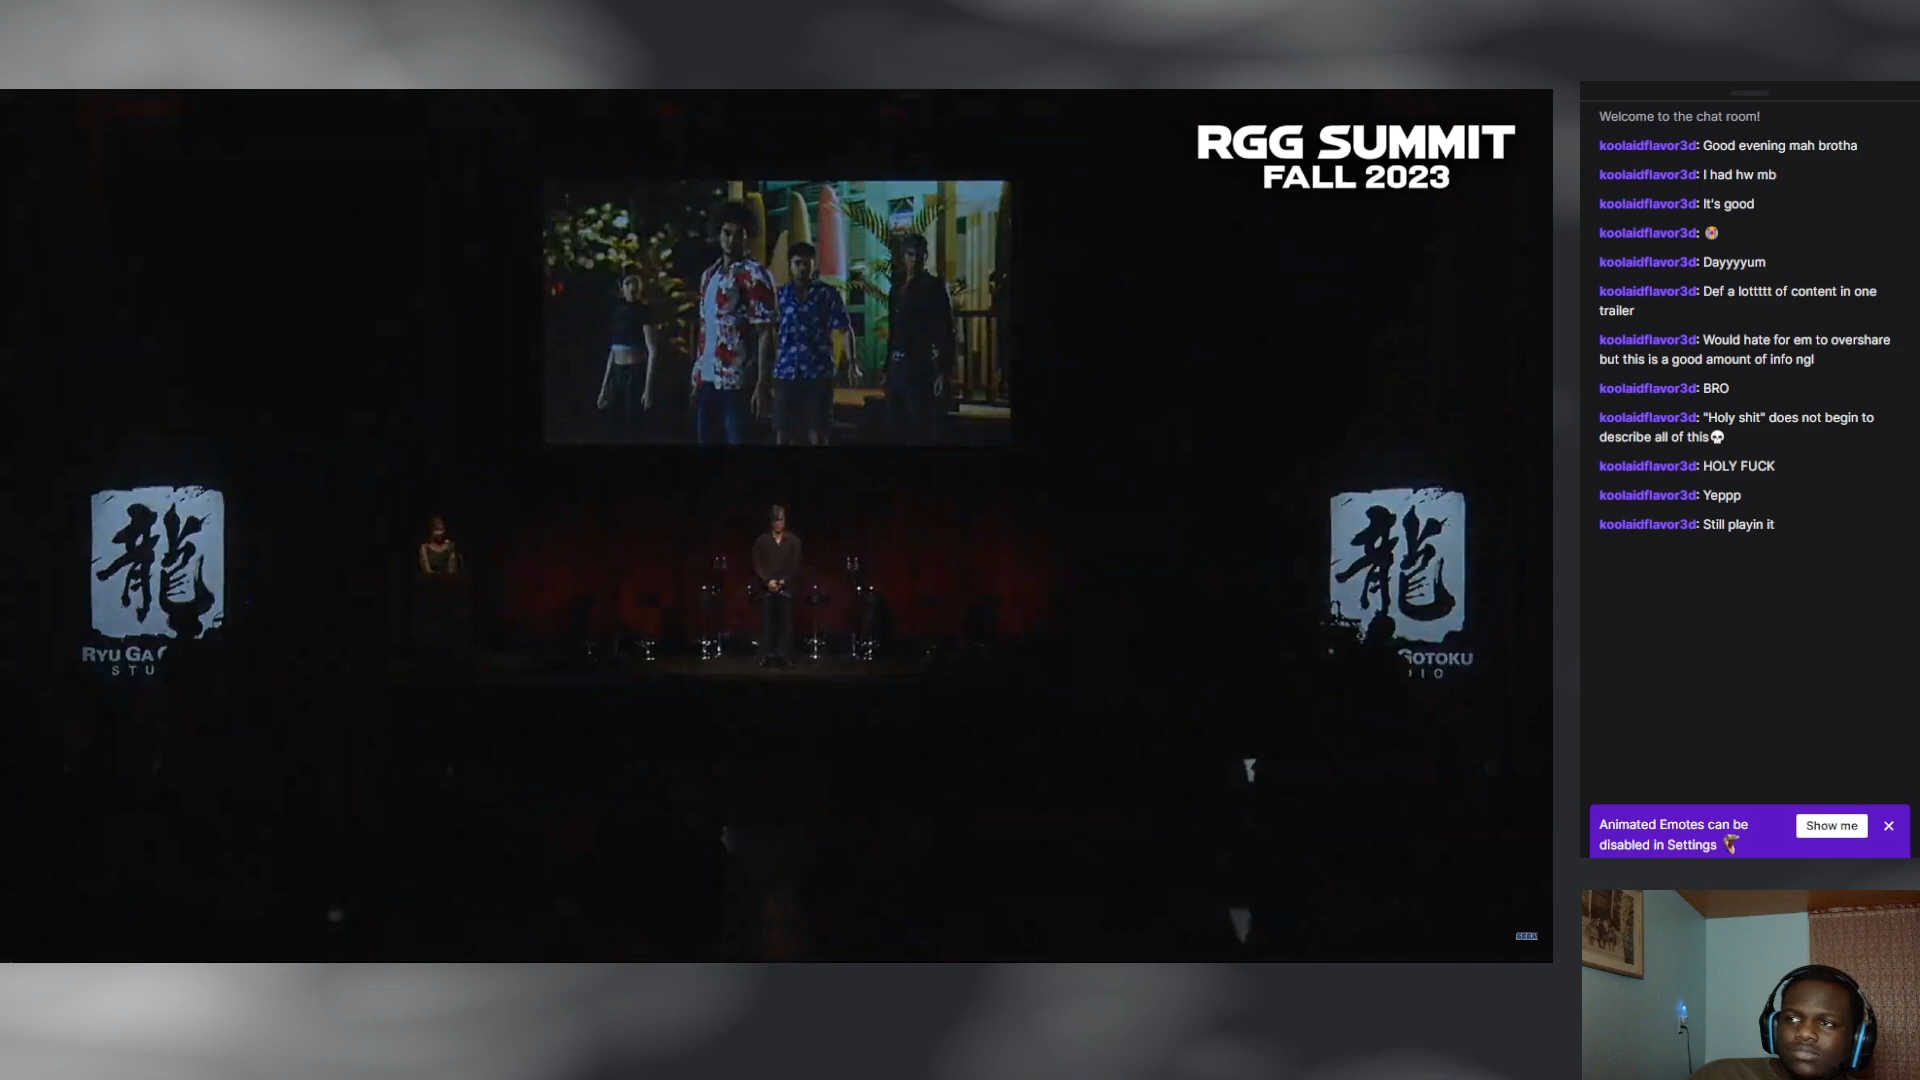 RGG SUMMIT
FALL 2023
龍
RYU GA G
STU
龍
GOTOKU
DIO
SEGA
Welcome to the chat room!
koolaidflavor3d: Good evening mah brotha
koolaidflavor3d: I had hw mb
koolaidflavor3d: It's good
koolaidflavor3d:
koolaidflavor3d: Dayyyyum
koolaidflavor3d: Def a lottttt of content in one
trailer
koolaidflavor3d: Would hate for em to overshare
but this is a good amount of info ngl
koolaidflavor3d: BRO
koolaidflavor3d: "Holy shit" does not begin to
describe all of this💀
koolaidflavor3d: HOLY FUCK
koolaidflavor3d: Yeppp
koolaidflavor3d: Still playin it
Animated Emotes can be
disabled in Settings
Show me